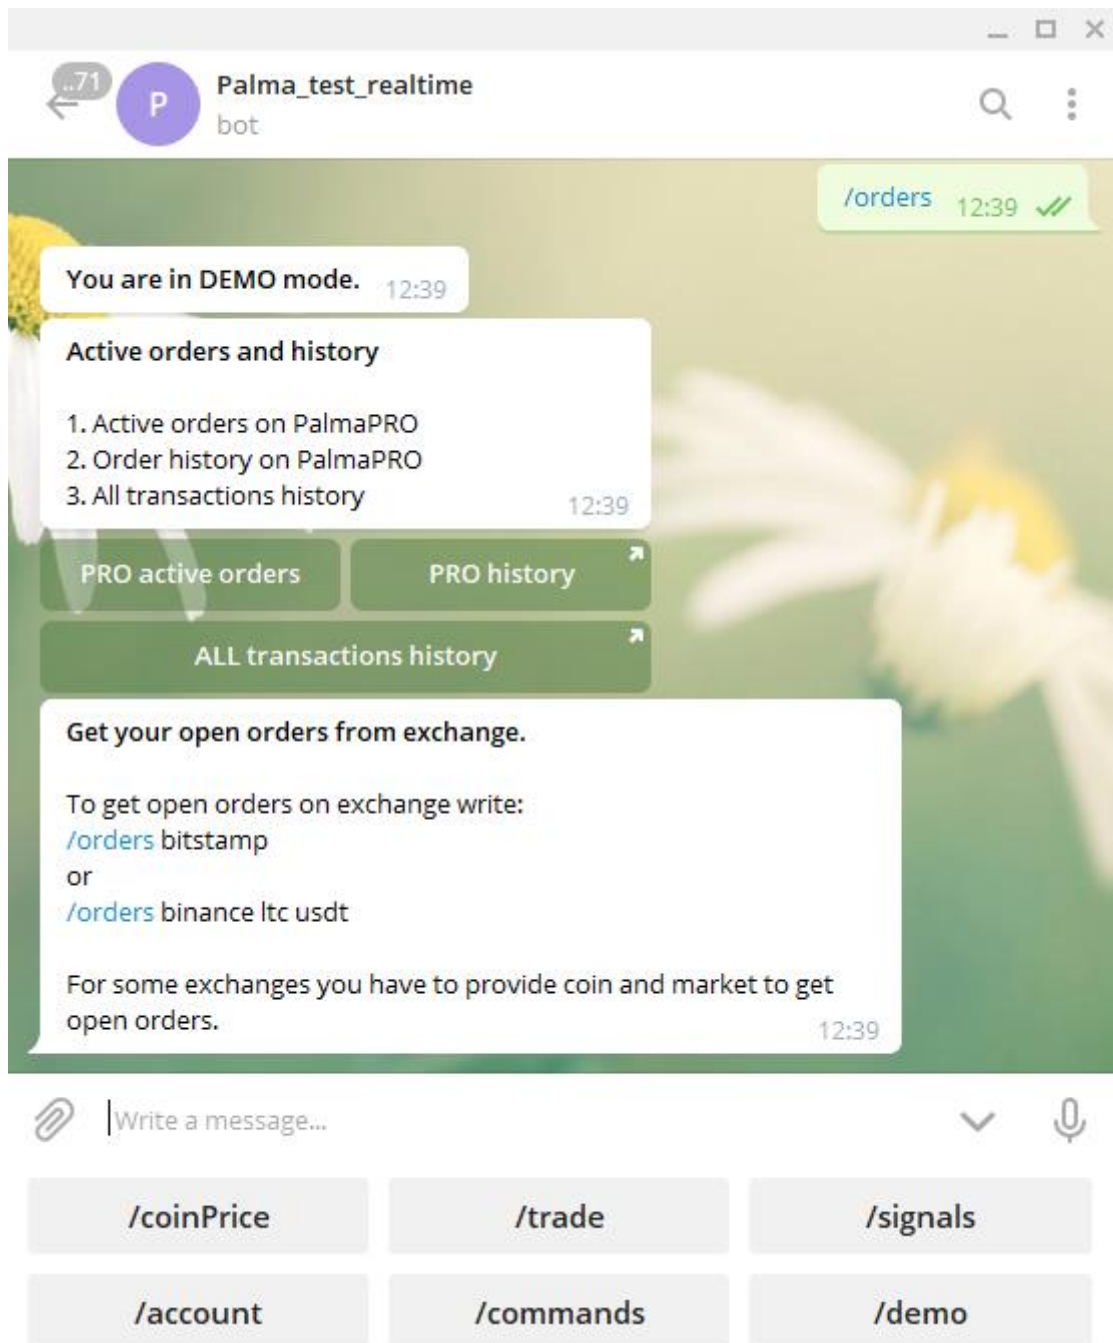 ..71
P
Palma_test_realtime
bot
/orders 12:39
You are in DEMO mode. 12:39
Active orders and history
1. Active orders on PalmaPRO
2. Order history on PalmaPRO
3. All transactions history
12:39
PRO active orders
PRO history
ALL transactions history
Get your open orders from exchange.
To get open orders on exchange write:
/orders bitstamp
or
/orders binance ltc usdt
For some exchanges you have to provide coin and market to get
open orders.
12:39
Write a message...
/coinPrice
/trade
/signals
/account
/commands
/demo